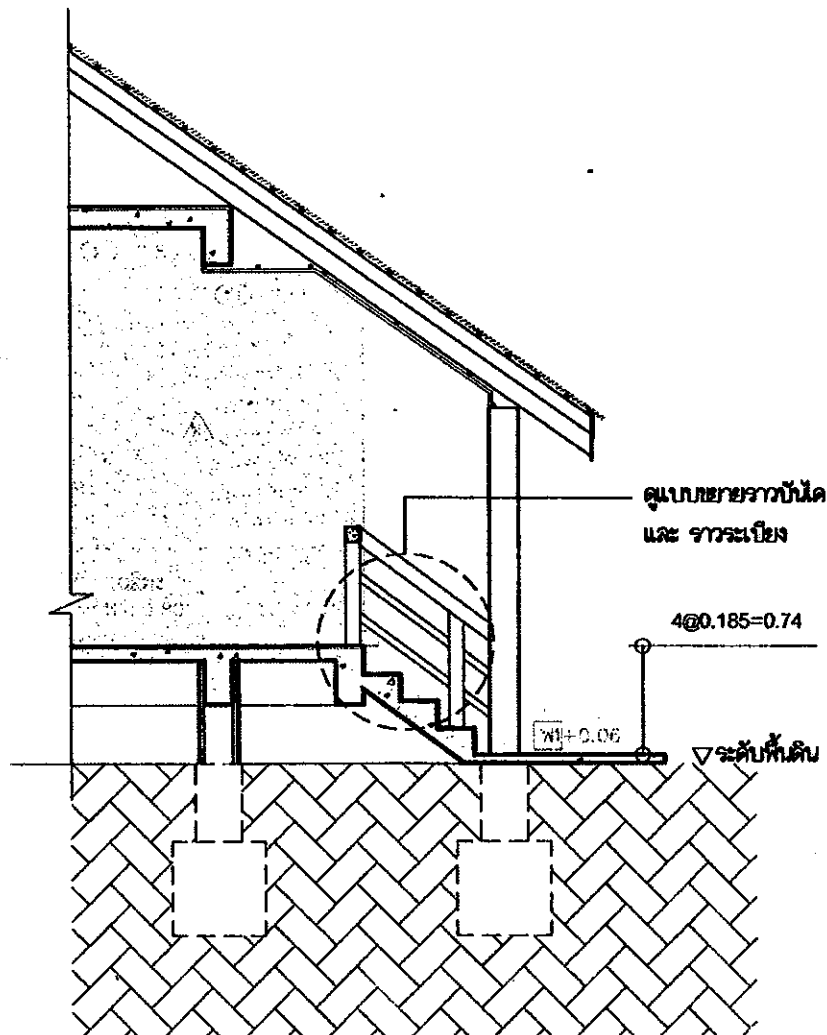 ดูแบบขยายราวบันได
และ ราวระเบียง
4@0.185=0.74
+0.06
ระดับพื้นดิน